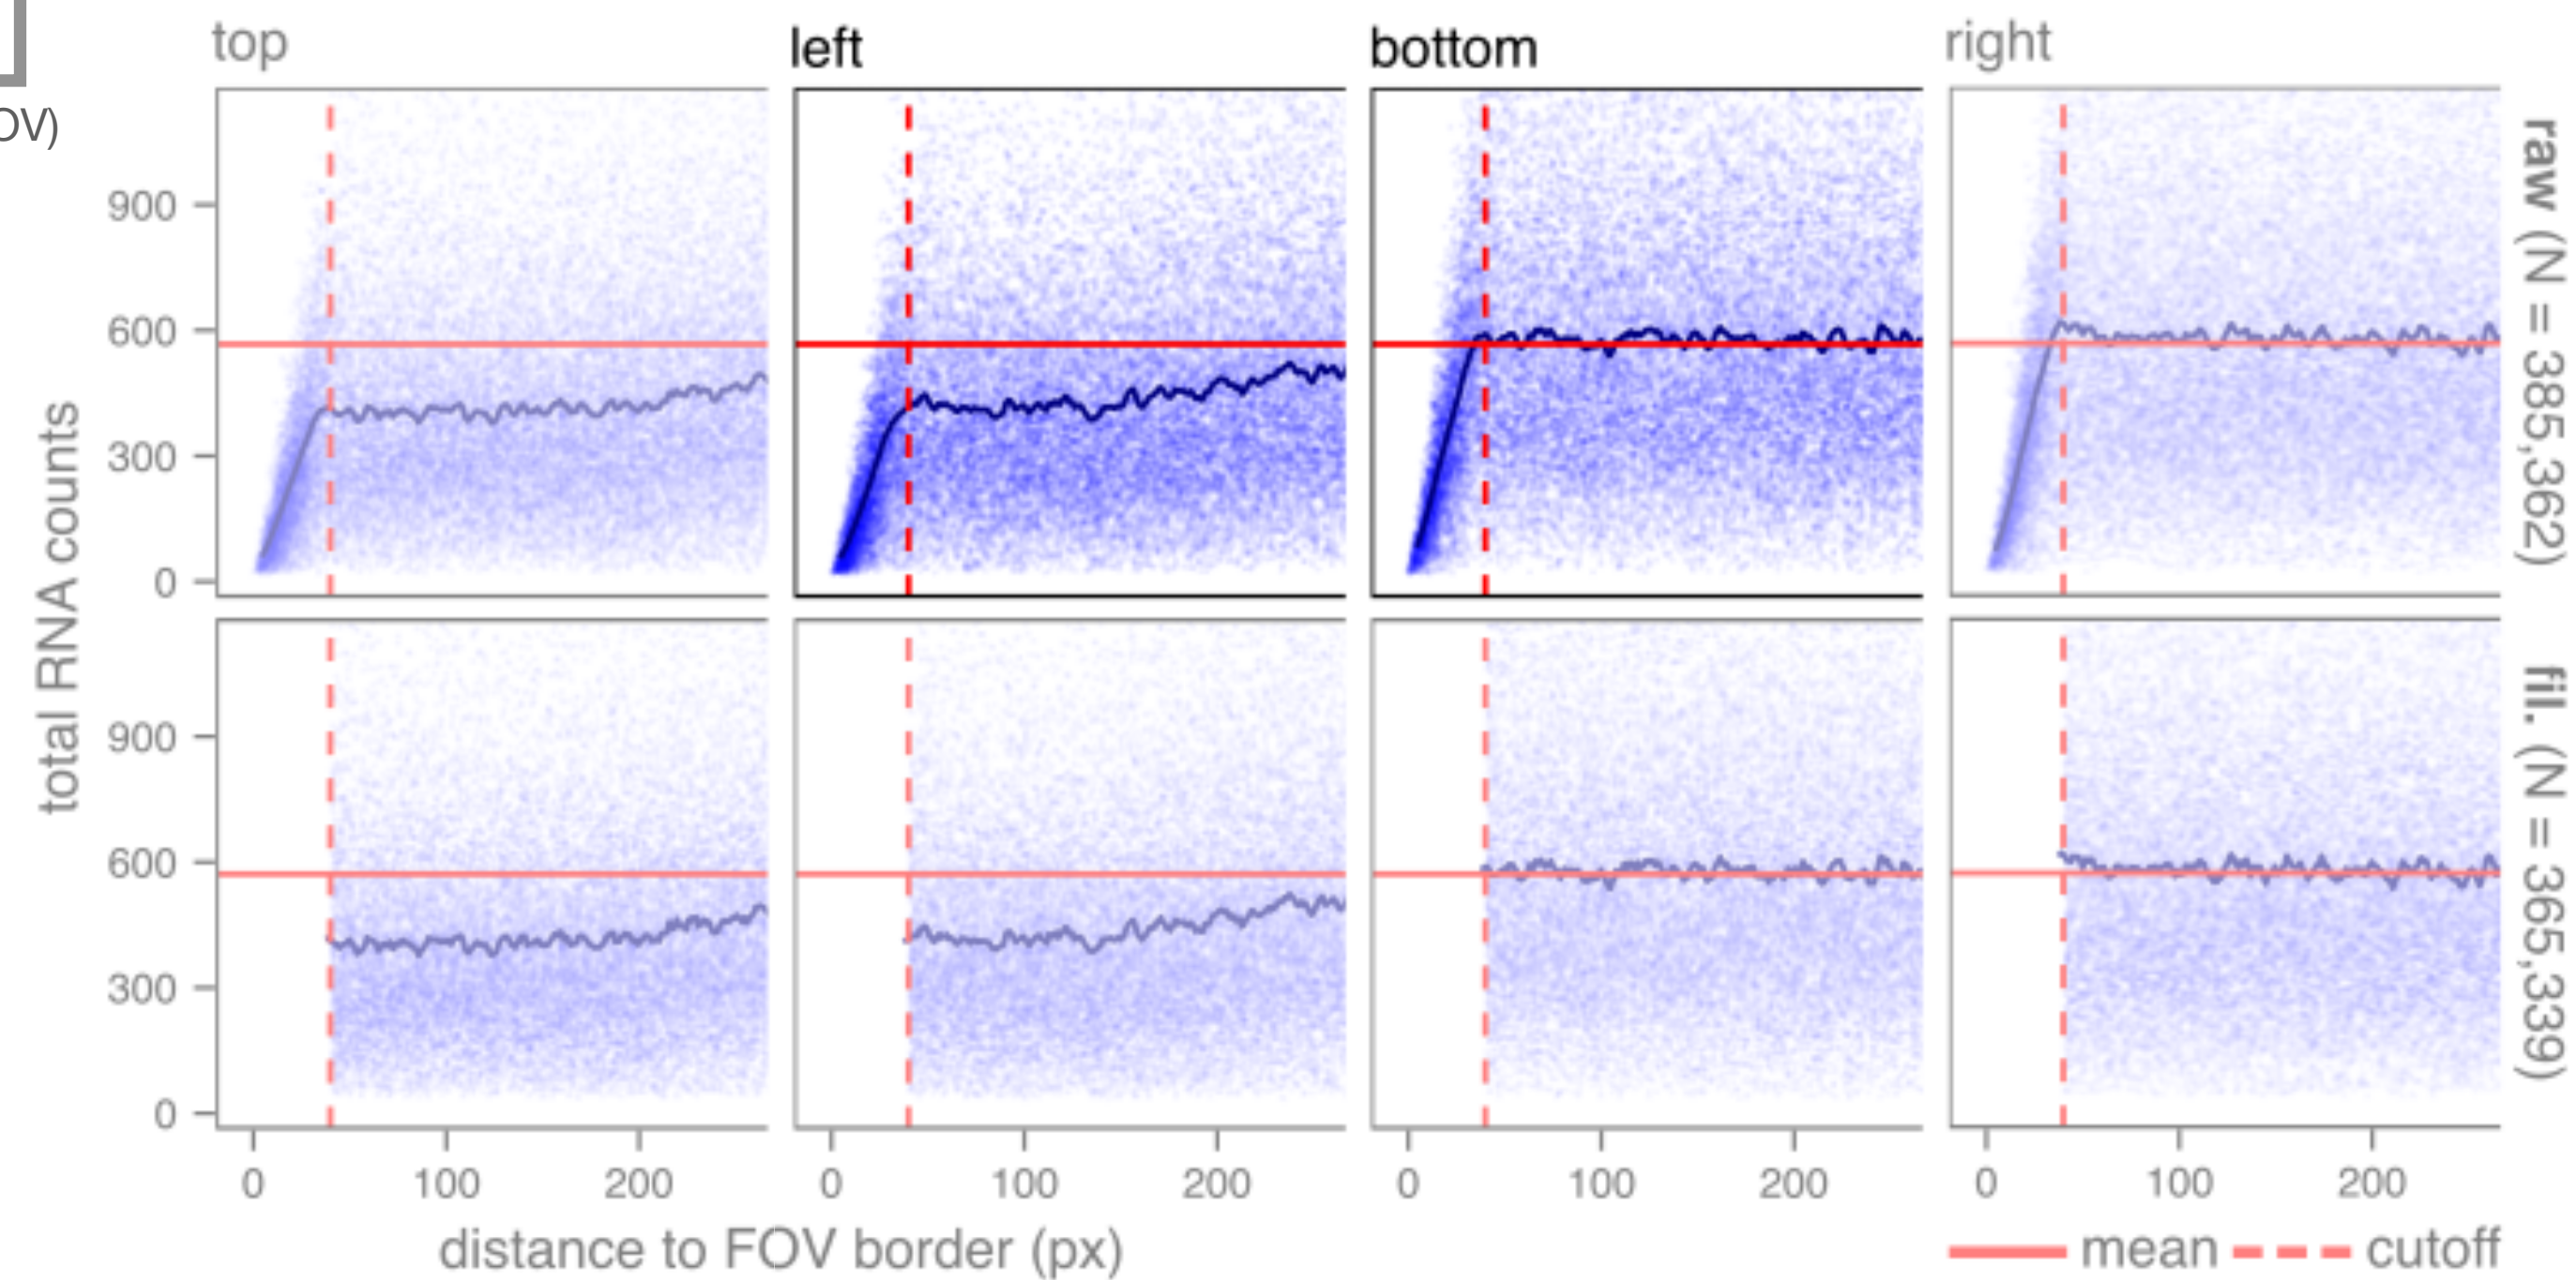 top left bottom right
OV)
900
600
300
0
900
600
300
0
total RNA counts
raw (N = 385,362)
fil. (N = 365,339)
0 100 200 0 100 200 0 100 200 0 100 200
distance to FOV border (px)
mean cutoff